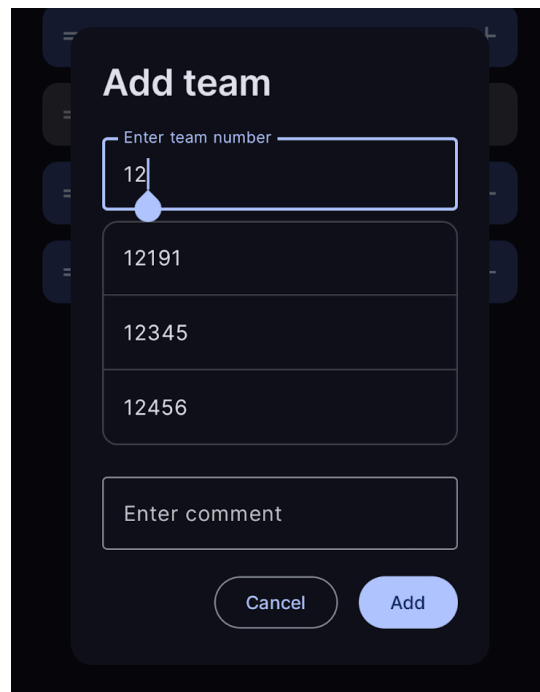 Add team
Enter team number
12
12191
12345
12456
Enter comment
Cancel
Add